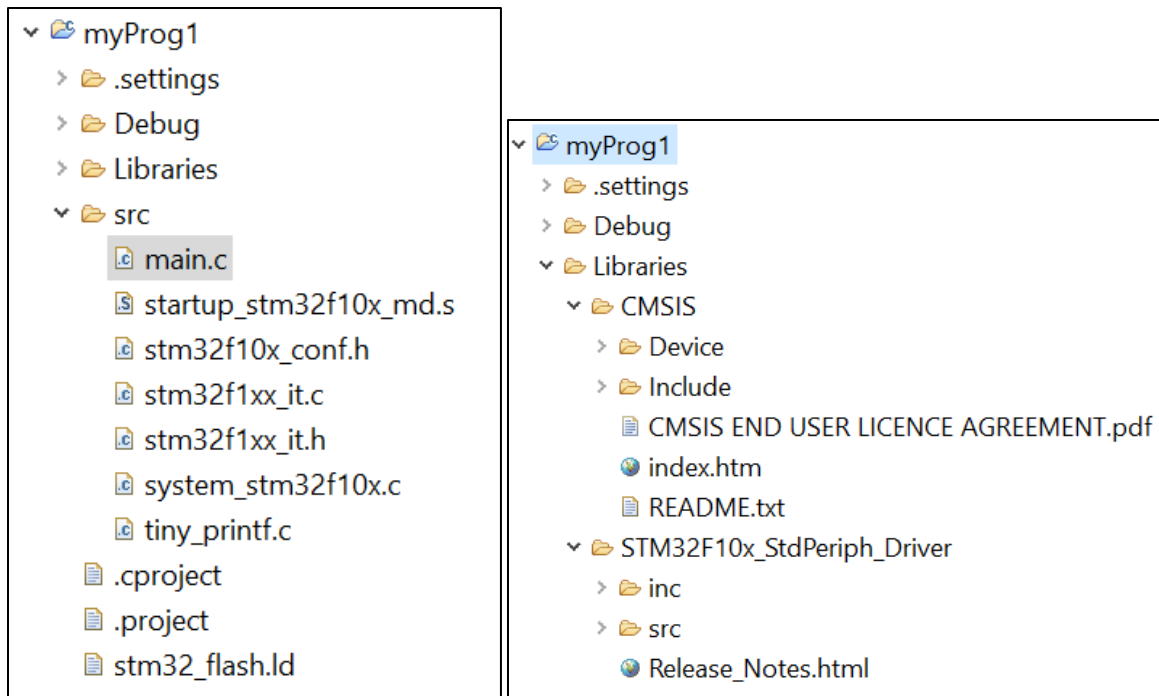 myProg1
.settings
Debug
Libraries
src
main.c
startup_stm32f10x_md.s
stm32f10x_conf.h
stm32f1xx_it.c
stm32f1xx_it.h
system_stm32f10x.c
tiny_printf.c
.cproject
.project
stm32_flash.ld
myProg1
.settings
Debug
Libraries
CMSIS
Device
Include
CMSIS END USER LICENCE AGREEMENT.pdf
index.htm
README.txt
STM32F10x_StdPeriph_Driver
inc
src
Release_Notes.html